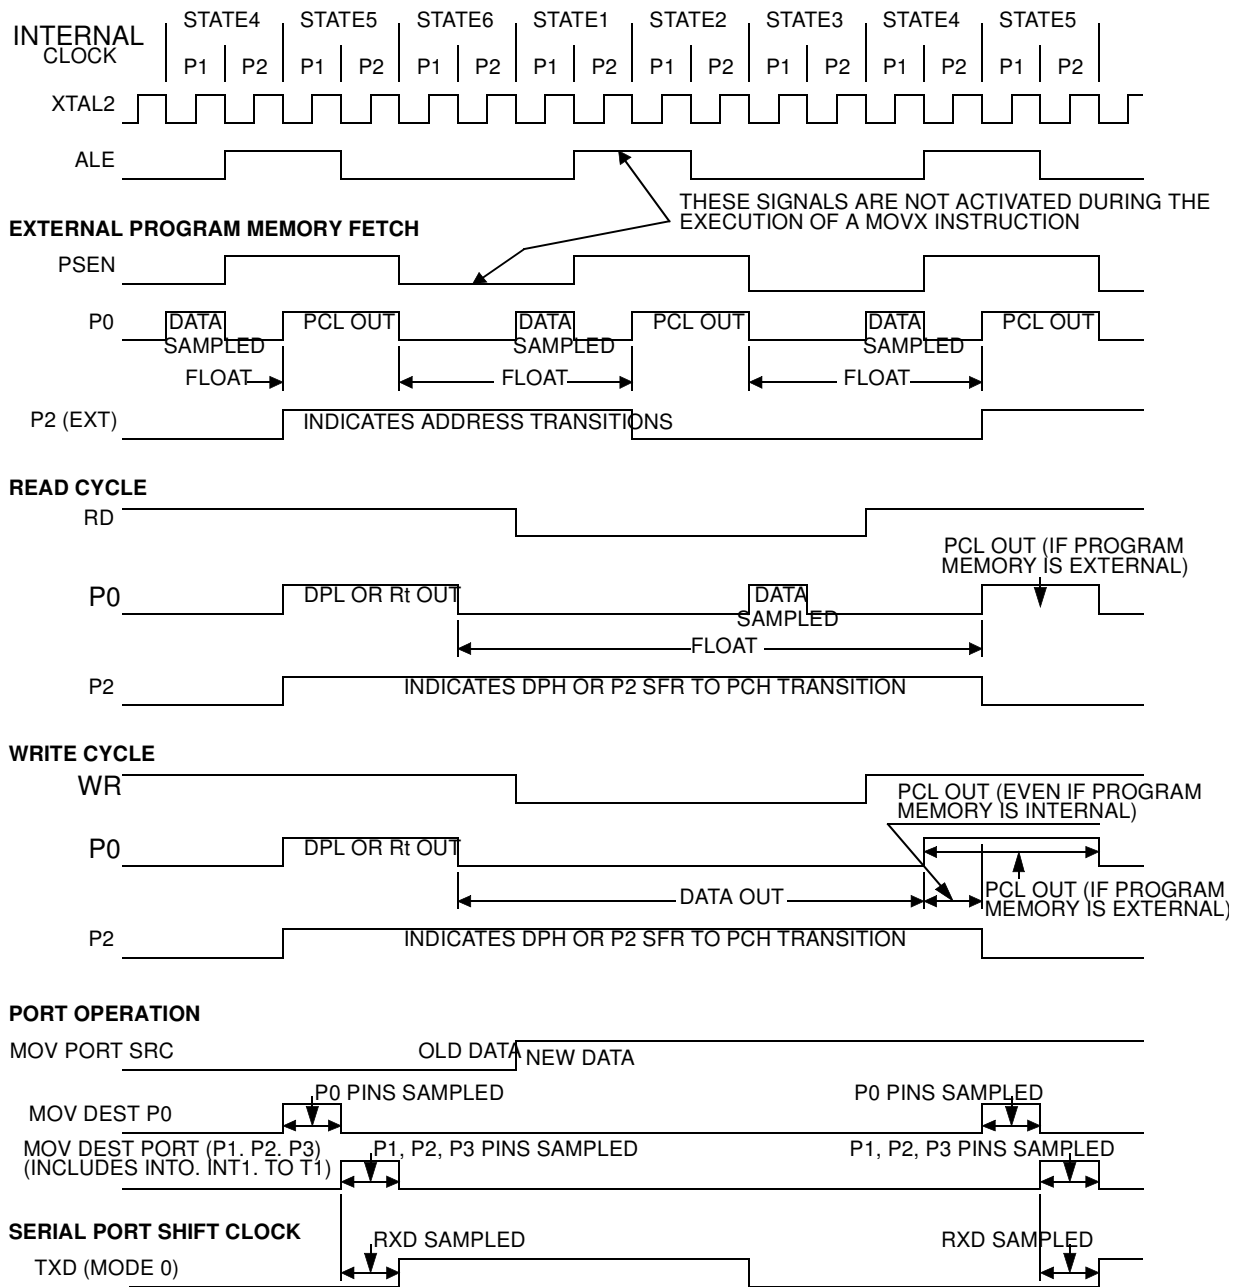 INTERNAL CLOCK
STATE4 STATE5 STATE6 STATE1 STATE2 STATE3 STATE4 STATE5
P1 P2 P1 P2 P1 P2 P1 P2 P1 P2 P1 P2 P1 P2 P1 P2
XTAL2
ALE
THESE SIGNALS ARE NOT ACTIVATED DURING THE
EXECUTION OF A MOVX INSTRUCTION
EXTERNAL PROGRAM MEMORY FETCH
PSEN
P0 DATA PCL OUT DATA PCL OUT DATA PCL OUT
SAMPLED SAMPLED SAMPLED
FLOAT FLOAT FLOAT
P2 (EXT) INDICATES ADDRESS TRANSITIONS
READ CYCLE
RD
PCL OUT (IF PROGRAM
MEMORY IS EXTERNAL)
P0 DPL OR Rt OUT DATA
SAMPLED
FLOAT
P2 INDICATES DPH OR P2 SFR TO PCH TRANSITION
WRITE CYCLE
WR
PCL OUT (EVEN IF PROGRAM
MEMORY IS INTERNAL)
P0 DPL OR Rt OUT
DATA OUT
PCL OUT (IF PROGRAM
MEMORY IS EXTERNAL)
P2 INDICATES DPH OR P2 SFR TO PCH TRANSITION
PORT OPERATION
MOV PORT SRC OLD DATA NEW DATA
P0 PINS SAMPLED P0 PINS SAMPLED
MOV DEST P0
MOV DEST PORT (P1. P2. P3) P1, P2, P3 PINS SAMPLED P1, P2, P3 PINS SAMPLED
(INCLUDES INTO. INT1. TO T1)
SERIAL PORT SHIFT CLOCK
RXD SAMPLED RXD SAMPLED
TXD (MODE 0)